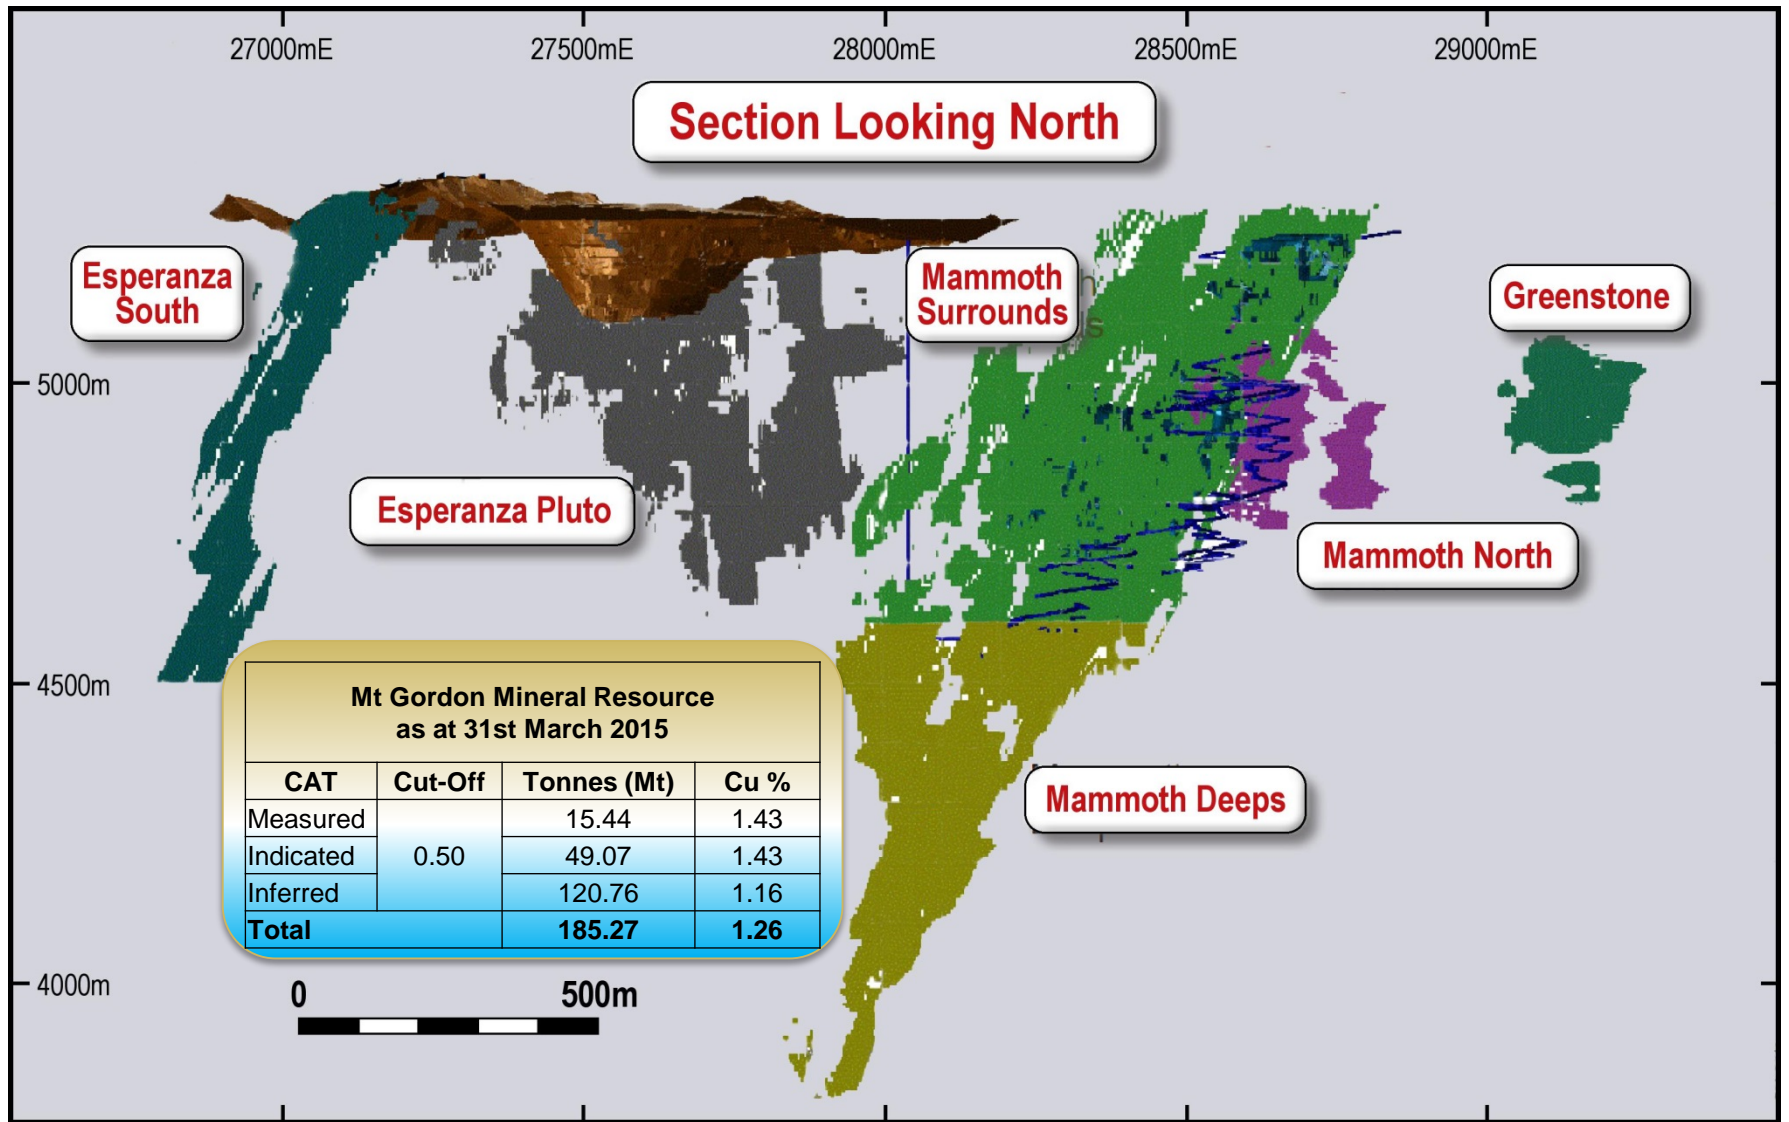 27000mE 27500mE 28000mE 28500mE 29000mE
Section Looking North
Esperanza
South
Mammoth
Surrounds
Greenstone
5000m
Esperanza Pluto
Mammoth North
4500m
Mt Gordon Mineral Resource
as at 31st March 2015
CAT Cut-Off Tonnes (Mt) Cu %
Measured 15.44 1.43
Indicated 0.50 49.07 1.43
Inferred 120.76 1.16
Total 185.27 1.26
Mammoth Deeps
4000m
0 500m